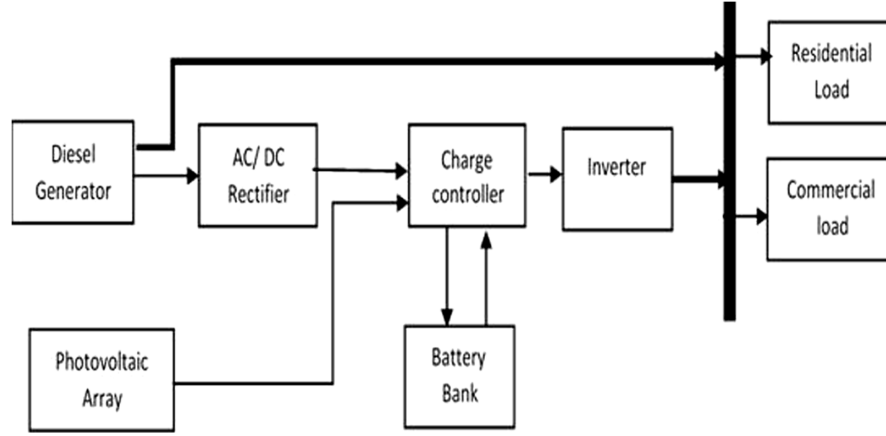 Residential
Load
Diesel
Generator
AC/ DC
Rectifier
Charge
controller
Inverter
Commercial
load
Photovoltaic
Array
Battery
Bank